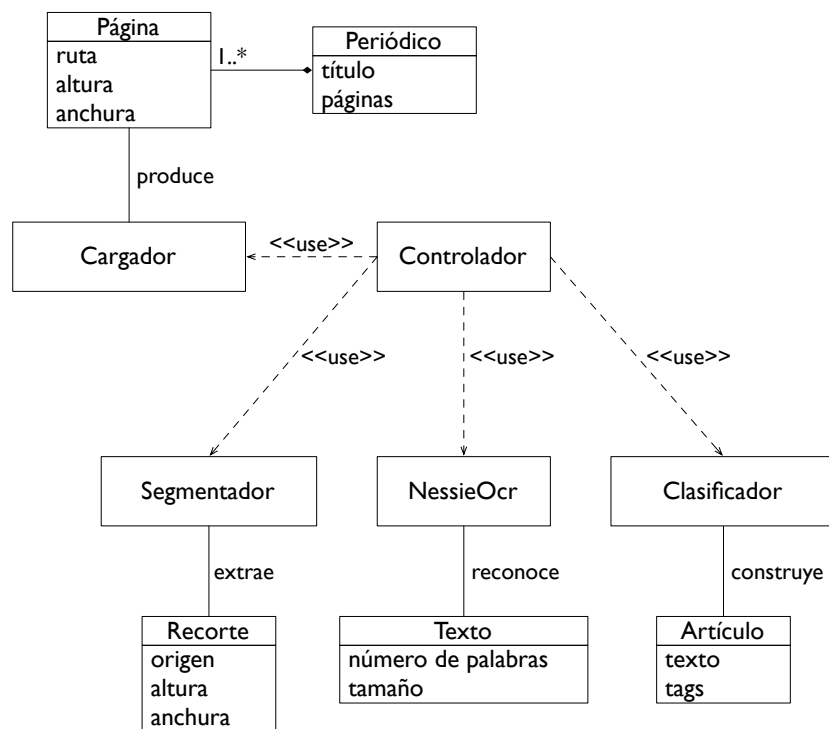 Página
ruta
altura
anchura
1..*
Periódico
título
páginas
produce
Cargador
<<use>>
Controlador
<<use>>
<<use>>
<<use>>
Segmentador
NessieOcr
Clasificador
extrae
reconoce
construye
Recorte
origen
altura
anchura
Texto
número de palabras
tamaño
Artículo
texto
tags